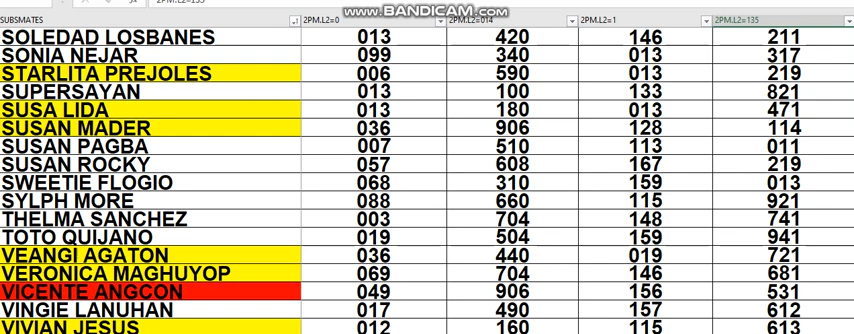 2PM.L2=135
www.BANDICAM.com
SUBSMATES 2PM.L2=0 2PM.L2=014 2PM.L2=1 2PM.L2=135
SOLEDAD LOSBANES 013 420 146 211
SONIA NEJAR 099 340 013 317
STARLITA PREJOLES 006 590 013 219
SUPERSAYAN 013 100 133 821
SUSA LIDA 013 180 013 471
SUSAN MADER 036 906 128 114
SUSAN PAGBA 007 510 113 011
SUSAN ROCKY 057 608 167 219
SWEETIE FLOGIO 068 310 159 013
SYLPH MORE 088 660 115 921
THELMA SANCHEZ 003 704 148 741
TOTO QUIJANO 019 504 159 941
VEANGI AGATON 036 440 019 721
VERONICA MAGHUYOP 069 704 146 681
VICENTE ANGCON 049 906 156 531
VINGIE LANUHAN 017 490 157 612
VIVIAN JESUS 012 160 115 613